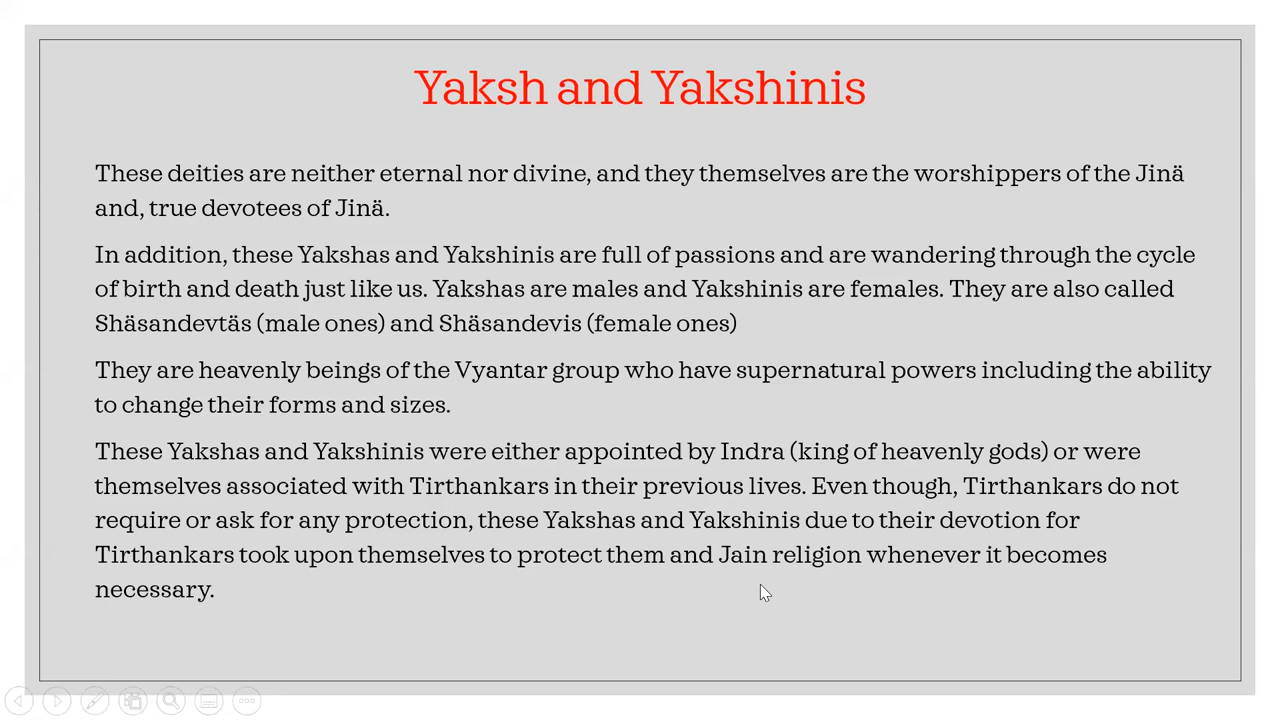 Yaksh and Yakshinis
These deities are neither eternal nor divine, and they themselves are the worshippers of the Jinä
and, true devotees of Jinä.
In addition, these Yakshas and Yakshinis are full of passions and are wandering through the cycle
of birth and death just like us. Yakshas are males and Yakshinis are females. They are also called
Shäsandevtäs (male ones) and Shäsandevis (female ones)
They are heavenly beings of the Vyantar group who have supernatural powers including the ability
to change their forms and sizes.
These Yakshas and Yakshinis were either appointed by Indra (king of heavenly gods) or were
themselves associated with Tirthankars in their previous lives. Even though, Tirthankars do not
require or ask for any protection, these Yakshas and Yakshinis due to their devotion for
Tirthankars took upon themselves to protect them and Jain religion whenever it becomes
necessary.